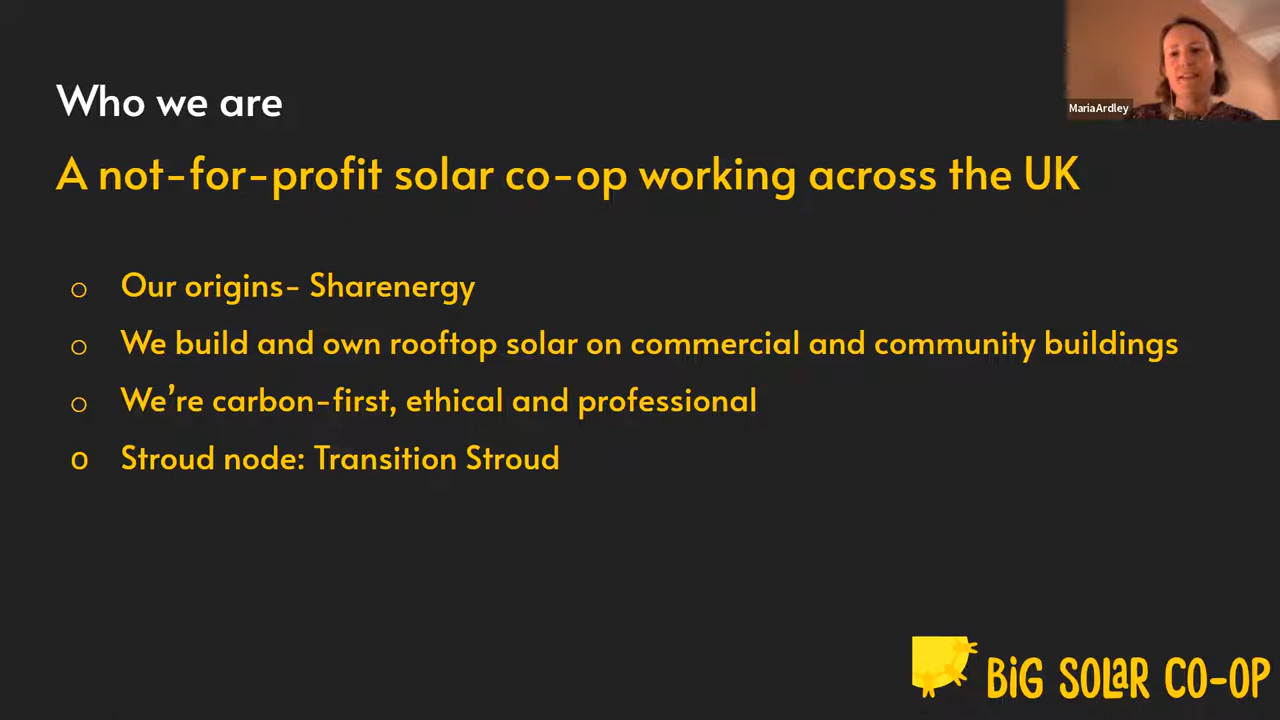 Who we are
MariaArdley
A not-for-profit solar co-op working across the UK
o Our origins- Sharenergy
o We build and own rooftop solar on commercial and community buildings
o We're carbon-first, ethical and professional
o Stroud node: Transition Stroud
BiG SOLaR CO-OP